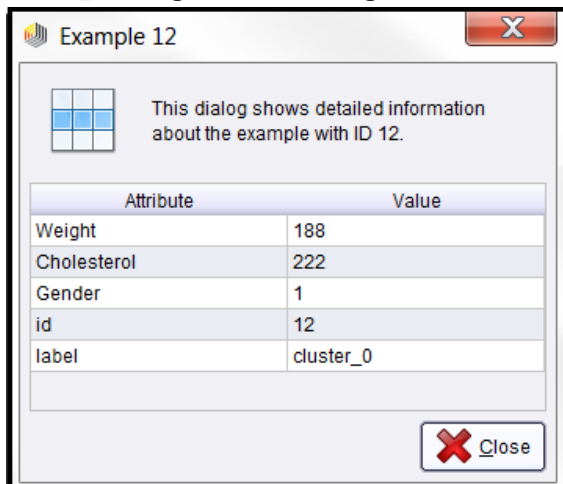 Example 12
X
This dialog shows detailed information
about the example with ID 12.
Attribute Value
Weight 188
Cholesterol 222
Gender 1
id 12
label cluster_0
Close